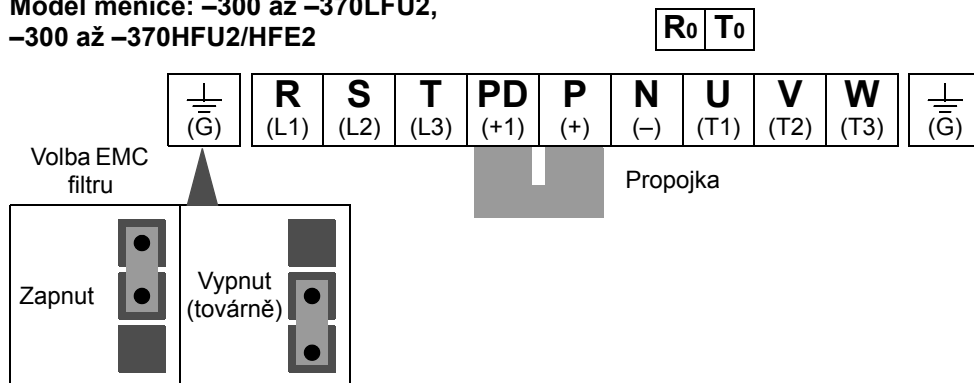 Model měniče: –300 až –370LFU2,
–300 až –370HFU2/HFE2
R0 T0
R S T PD P N U V W
(G) (L1) (L2) (L3) (+1) (+) (–) (T1) (T2) (T3) (G)
Volba EMC
filtru
Propojka
Zapnut
Vypnut
(továrně)